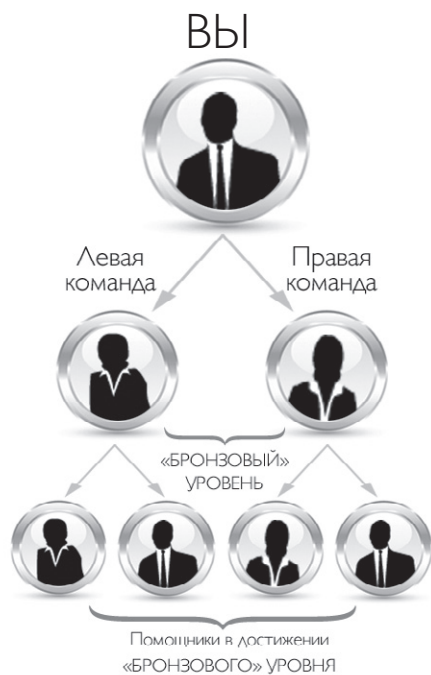 ВЫ
Левая
команда
Правая
команда
«БРОНЗОВЫЙ»
УРОВЕНЬ
Помощники в достижении
«БРОНЗОВОГО» УРОВНЯ